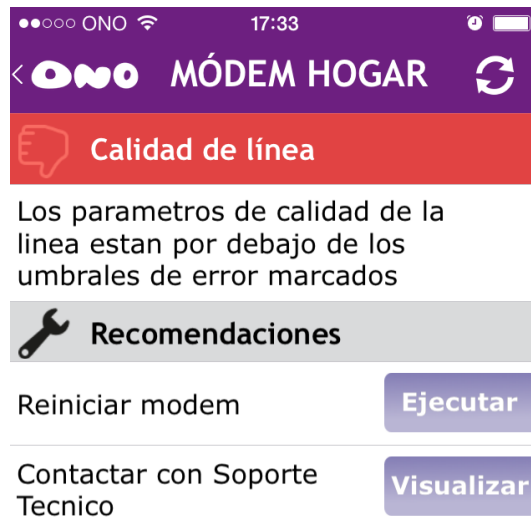 ONO 17:33
ONO MÓDEM HOGAR
Calidad de línea
Los parametros de calidad de la
linea estan por debajo de los
umbrales de error marcados
Recomendaciones
Reiniciar modem Ejecutar
Contactar con Soporte
Tecnico Visualizar